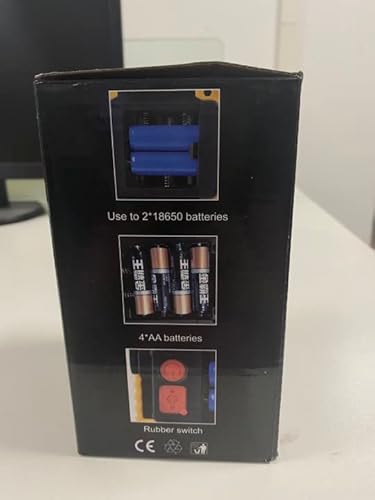 Use to 2*18650 batteries
4*AA batteries
Rubber switch
CE